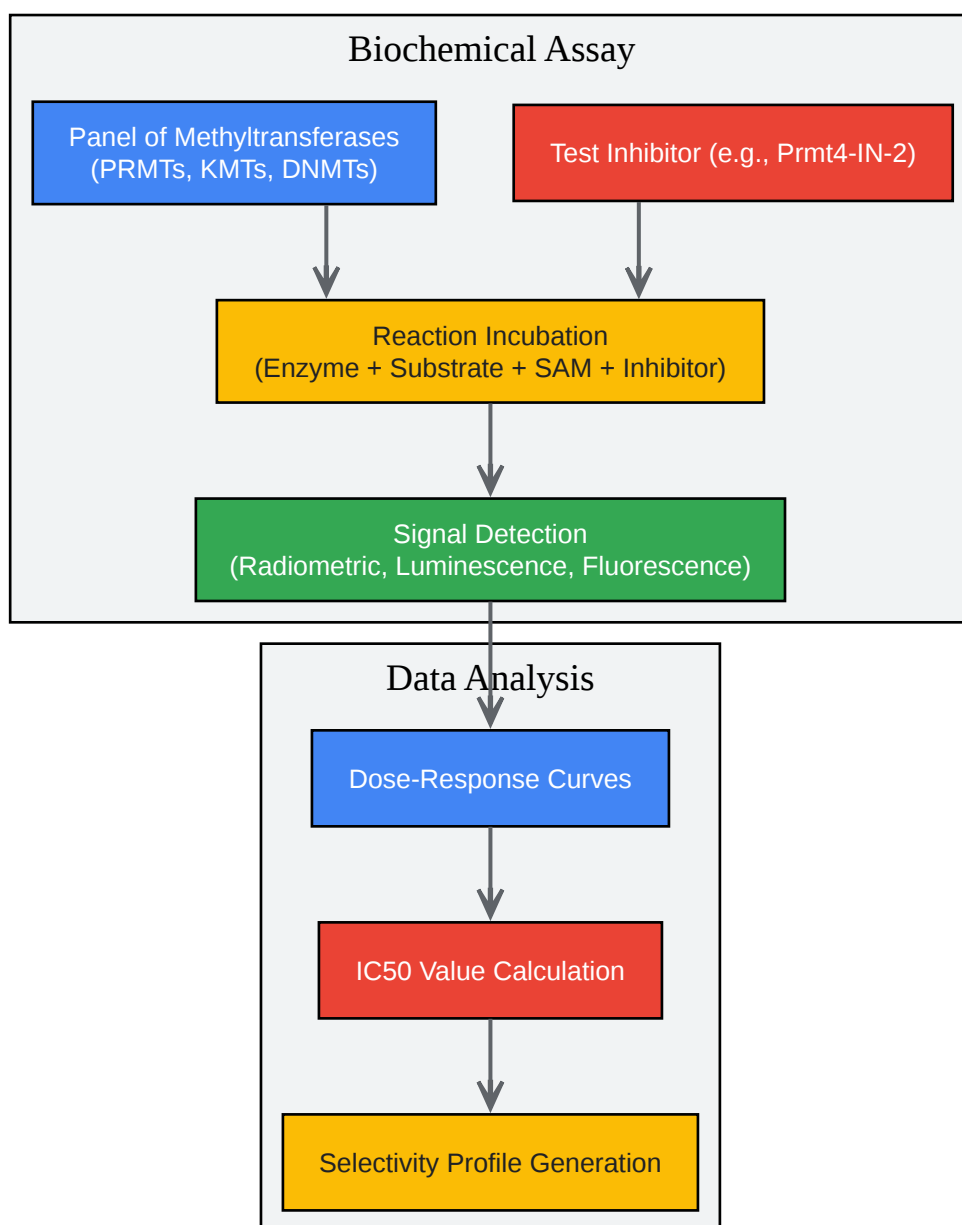 Biochemical Assay
Panel of Methyltransferases
(PRMTs, KMTs, DNMTs)
Test Inhibitor (e.g., Prmt4-IN-2)
Reaction Incubation
(Enzyme + Substrate + SAM + Inhibitor)
Signal Detection
(Radiometric, Luminescence, Fluorescence)
Data Analysis
Dose-Response Curves
IC50 Value Calculation
Selectivity Profile Generation